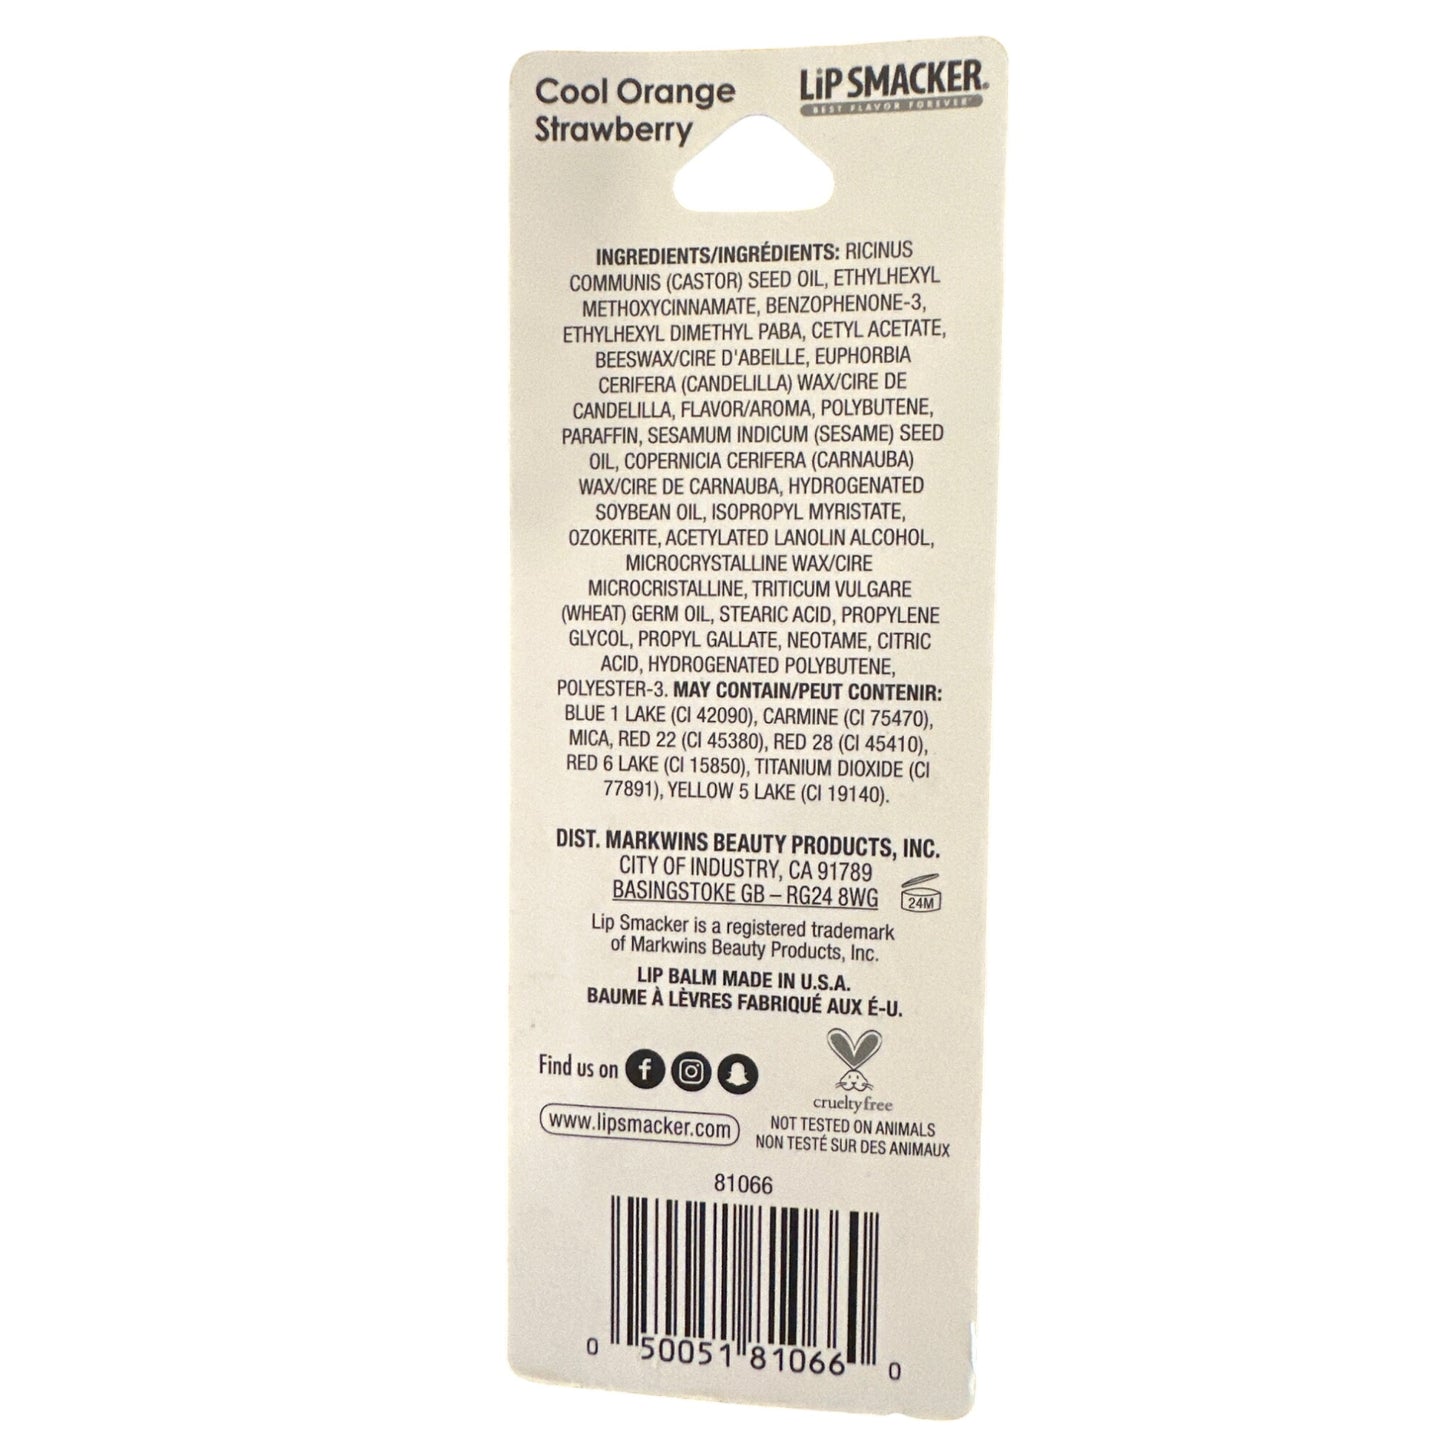 Cool Orange
Strawberry
LiP SMACKER®
BEST FLAVOR FOREVER
INGREDIENTS/INGRÉDIENTS: RICINUS
COMMUNIS (CASTOR) SEED OIL, ETHYLHEXYL
METHOXYCINNAMATE, BENZOPHENONE-3,
ETHYLHEXYL DIMETHYL PABA, CETYL ACETATE,
BEESWAX/CIRE D'ABEILLE, EUPHORBIA
CERIFERA (CANDELILLA) WAX/CIRE DE
CANDELILLA, FLAVOR/AROMA, POLYBUTENE,
PARAFFIN, SESAMUM INDICUM (SESAME) SEED
OIL, COPERNICIA CERIFERA (CARNAUBA)
WAX/CIRE DE CARNAUBA, HYDROGENATED
SOYBEAN OIL, ISOPROPYL MYRISTATE,
OZOKERITE, ACETYLATED LANOLIN ALCOHOL,
MICROCRYSTALLINE WAX/CIRE
MICROCRISTALLINE, TRITICUM VULGARE
(WHEAT) GERM OIL, STEARIC ACID, PROPYLENE
GLYCOL, PROPYL GALLATE, NEOTAME, CITRIC
ACID, HYDROGENATED POLYBUTENE,
POLYESTER-3. MAY CONTAIN/PEUT CONTENIR:
BLUE 1 LAKE (CI 42090), CARMINE (CI 75470),
MICA, RED 22 (CI 45380), RED 28 (CI 45410),
RED 6 LAKE (CI 15850), TITANIUM DIOXIDE (CI
77891), YELLOW 5 LAKE (CI 19140).
DIST. MARKWINS BEAUTY PRODUCTS, INC.
CITY OF INDUSTRY, CA 91789
BASINGSTOKE GB – RG24 8WG
24M
Lip Smacker is a registered trademark
of Markwins Beauty Products, Inc.
LIP BALM MADE IN U.S.A.
BAUME À LÈVRES FABRIQUÉ AUX É-U.
Find us on
www.lipsmacker.com
crueltyfree
NOT TESTED ON ANIMALS
NON TESTÉ SUR DES ANIMAUX
81066
0 50051 81066 0